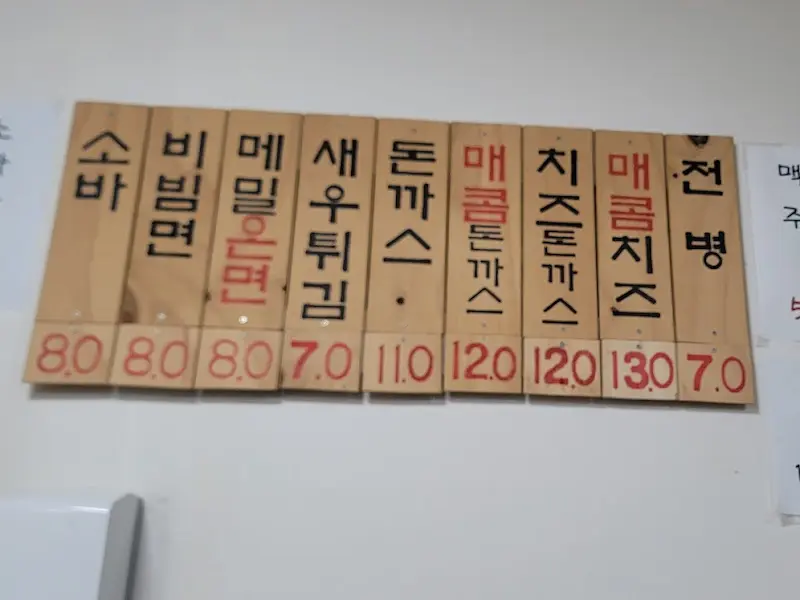 소바
비빔면
메밀온면
새우튀김
돈까스
매콤돈까스
치즈돈까스
매콤치즈
전병
8.0
8.0
8.0
7.0
11.0
12.0
12.0
13.0
7.0